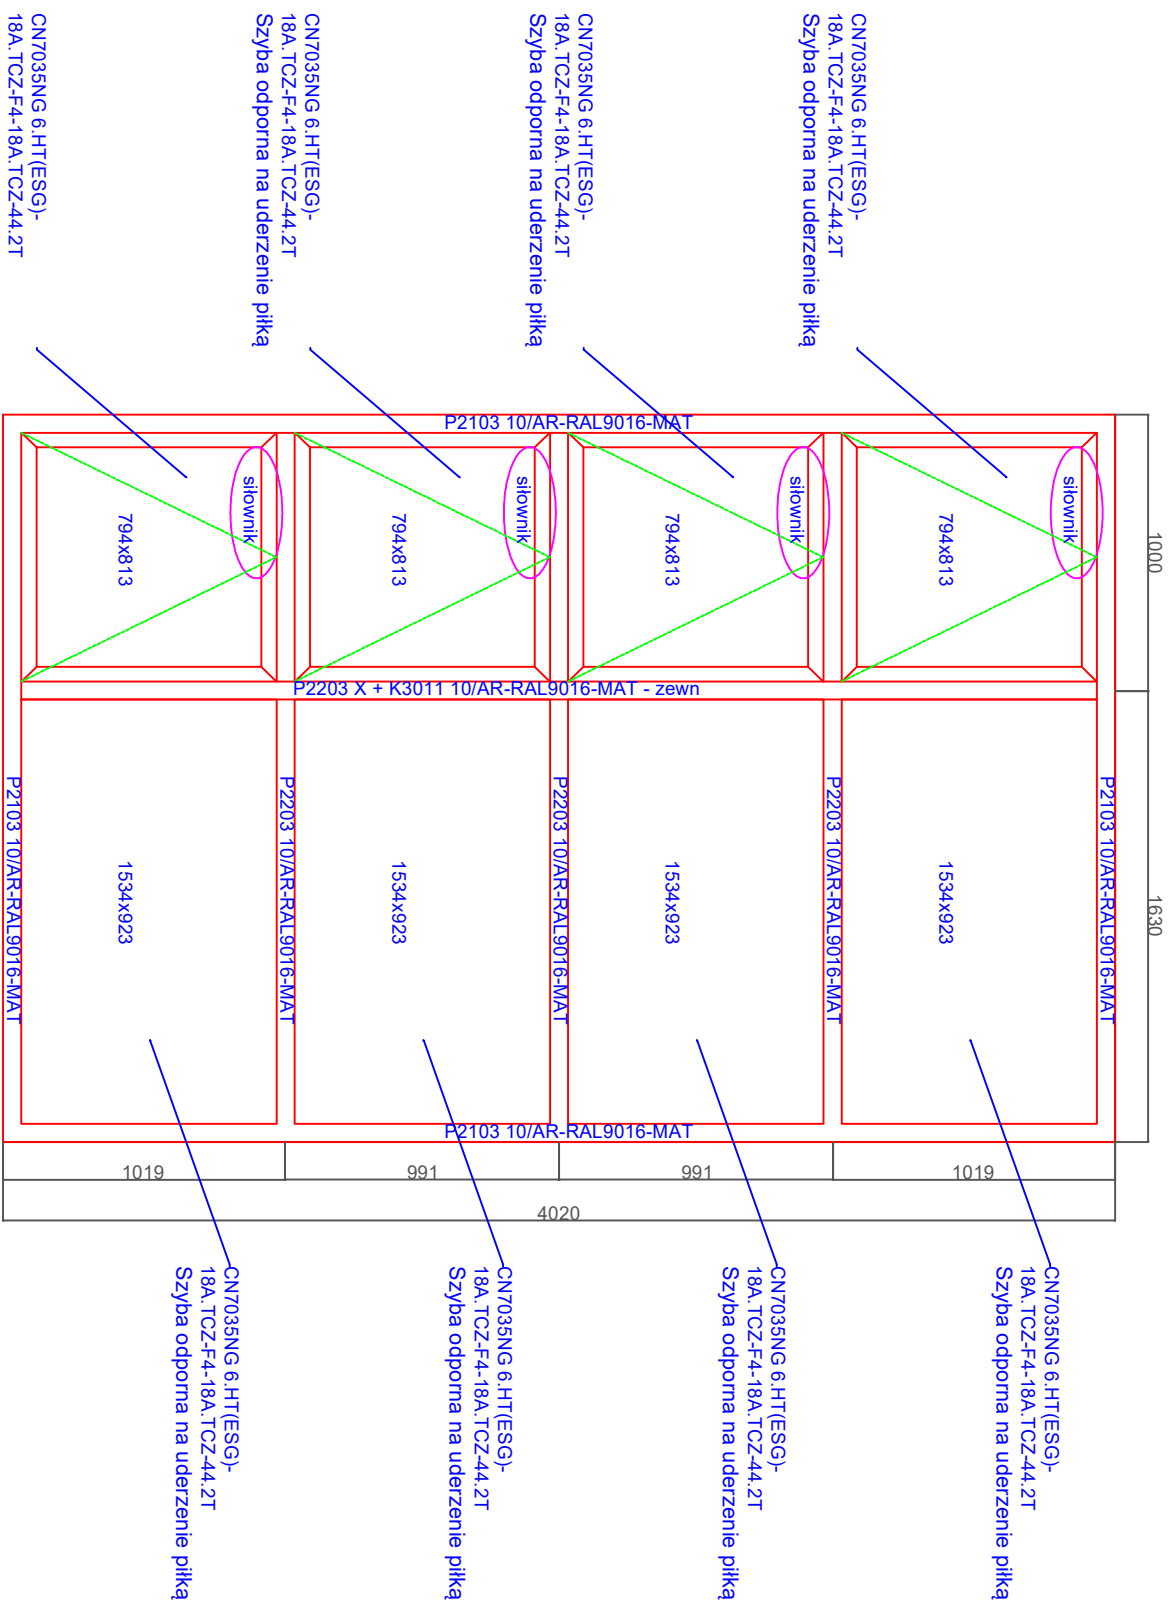 CN7035NG 6.HT(ESG)-
18A.TCZ-F4-18A.TCZ-44.2T
Szyba odporna na uderzenie piłką
CN7035NG 6.HT(ESG)-
18A.TCZ-F4-18A.TCZ-44.2T
Szyba odporna na uderzenie piłką
CN7035NG 6.HT(ESG)-
18A.TCZ-F4-18A.TCZ-44.2T
Szyba odporna na uderzenie piłką
CN7035NG 6.HT(ESG)-
18A.TCZ-F4-18A.TCZ-44.2T
P2103 10/AR-RAL9016-MAT
siłownik
794x813
siłownik
794x813
siłownik
794x813
siłownik
794x813
1000
P2203 X + K3011 10/AR-RAL9016-MAT - zewn
P2103 10/AR-RAL9016-MAT
1534x923
P2203 10/AR-RAL9016-MAT
1534x923
P2203 10/AR-RAL9016-MAT
1534x923
P2203 10/AR-RAL9016-MAT
1534x923
P2103 10/AR-RAL9016-MAT
1630
P2103 10/AR-RAL9016-MAT
1019
991
991
1019
4020
CN7035NG 6.HT(ESG)-
18A.TCZ-F4-18A.TCZ-44.2T
Szyba odporna na uderzenie piłką
CN7035NG 6.HT(ESG)-
18A.TCZ-F4-18A.TCZ-44.2T
Szyba odporna na uderzenie piłką
CN7035NG 6.HT(ESG)-
18A.TCZ-F4-18A.TCZ-44.2T
Szyba odporna na uderzenie piłką
CN7035NG 6.HT(ESG)-
18A.TCZ-F4-18A.TCZ-44.2T
Szyba odporna na uderzenie piłką